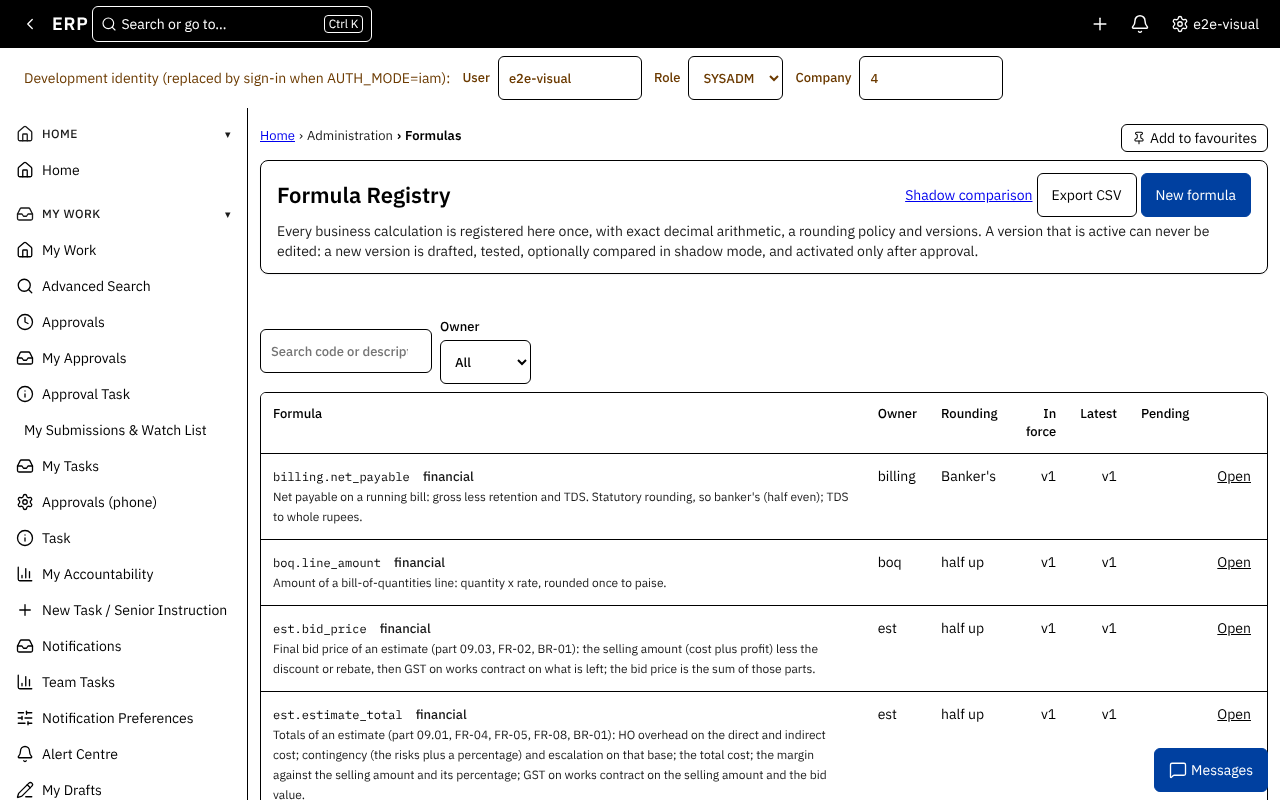 ERP
Search or go to...
Ctrl K
e2e-visual
Development identity (replaced by sign-in when AUTH_MODE=iam):
User
e2e-visual
Role
SYSADM
Company
4
HOME
Home
MY WORK
My Work
Advanced Search
Approvals
My Approvals
Approval Task
My Submissions & Watch List
My Tasks
Approvals (phone)
Task
My Accountability
New Task / Senior Instruction
Notifications
Team Tasks
Notification Preferences
Alert Centre
My Drafts
Home › Administration › Formulas
Add to favourites
Formula Registry
Shadow comparison
Export CSV
New formula
Every business calculation is registered here once, with exact decimal arithmetic, a rounding policy and versions. A version that is active can never be
edited: a new version is drafted, tested, optionally compared in shadow mode, and activated only after approval.
Search code or descrip
Owner
All
Formula Owner Rounding In force Latest Pending
billing.net_payable financial billing Banker's v1 v1 Open
Net payable on a running bill: gross less retention and TDS. Statutory rounding, so banker's (half even); TDS
to whole rupees.
boq.line_amount financial boq half up v1 v1 Open
Amount of a bill-of-quantities line: quantity x rate, rounded once to paise.
est.bid_price financial est half up v1 v1 Open
Final bid price of an estimate (part 09.03, FR-02, BR-01): the selling amount (cost plus profit) less the
discount or rebate, then GST on works contract on what is left; the bid price is the sum of those parts.
est.estimate_total financial est half up v1 v1 Open
Totals of an estimate (part 09.01, FR-04, FR-05, FR-08, BR-01): HO overhead on the direct and indirect
cost; contingency (the risks plus a percentage) and escalation on that base; the total cost; the margin
against the selling amount and its percentage; GST on works contract on the selling amount and the bid
value.
Messages